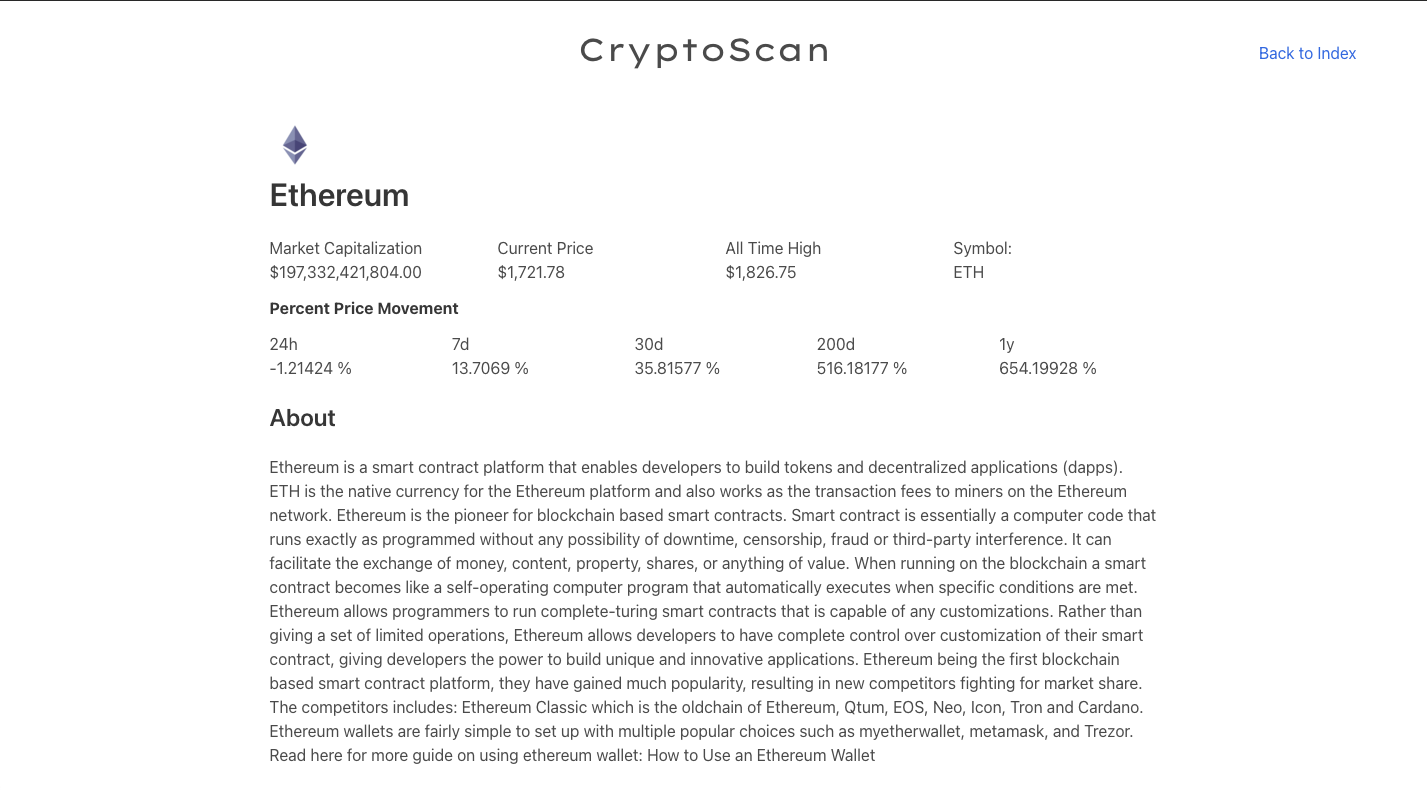 CryptoScan
Back to Index
Ethereum
Market Capitalization
$197,332,421,804.00
Current Price
$1,721.78
All Time High
$1,826.75
Symbol:
ETH
Percent Price Movement
24h
-1.21424 %
7d
13.7069 %
30d
35.81577 %
200d
516.18177 %
1y
654.19928 %
About
Ethereum is a smart contract platform that enables developers to build tokens and decentralized applications (dapps).
ETH is the native currency for the Ethereum platform and also works as the transaction fees to miners on the Ethereum
network. Ethereum is the pioneer for blockchain based smart contracts. Smart contract is essentially a computer code that
runs exactly as programmed without any possibility of downtime, censorship, fraud or third-party interference. It can
facilitate the exchange of money, content, property, shares, or anything of value. When running on the blockchain a smart
contract becomes like a self-operating computer program that automatically executes when specific conditions are met.
Ethereum allows programmers to run complete-turing smart contracts that is capable of any customizations. Rather than
giving a set of limited operations, Ethereum allows developers to have complete control over customization of their smart
contract, giving developers the power to build unique and innovative applications. Ethereum being the first blockchain
based smart contract platform, they have gained much popularity, resulting in new competitors fighting for market share.
The competitors includes: Ethereum Classic which is the oldchain of Ethereum, Qtum, EOS, Neo, Icon, Tron and Cardano.
Ethereum wallets are fairly simple to set up with multiple popular choices such as myetherwallet, metamask, and Trezor.
Read here for more guide on using ethereum wallet: How to Use an Ethereum Wallet